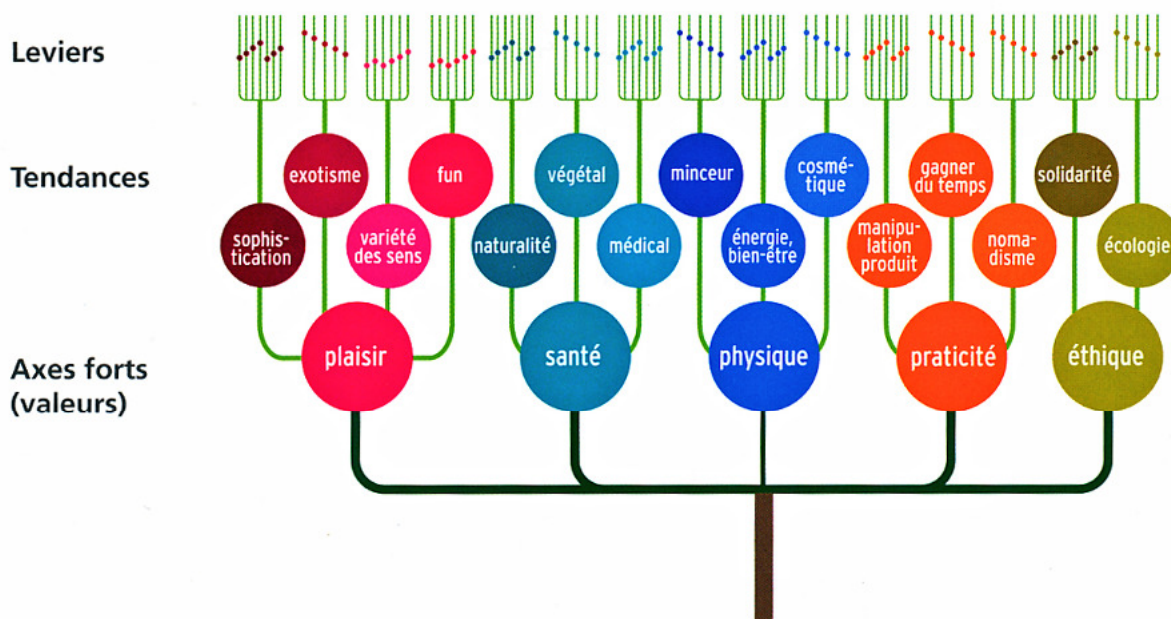 Leviers
Tendances
exotisme
fun
végétal
minceur
cosmé-
tique
gagner
du temps
solidarité
sophis-
tication
variété
des sens
naturalité
médical
énergie,
bien-être
manipu-
lation
produit
noma-
disme
écologie
Axes forts
(valeurs)
plaisir
santé
physique
praticité
éthique